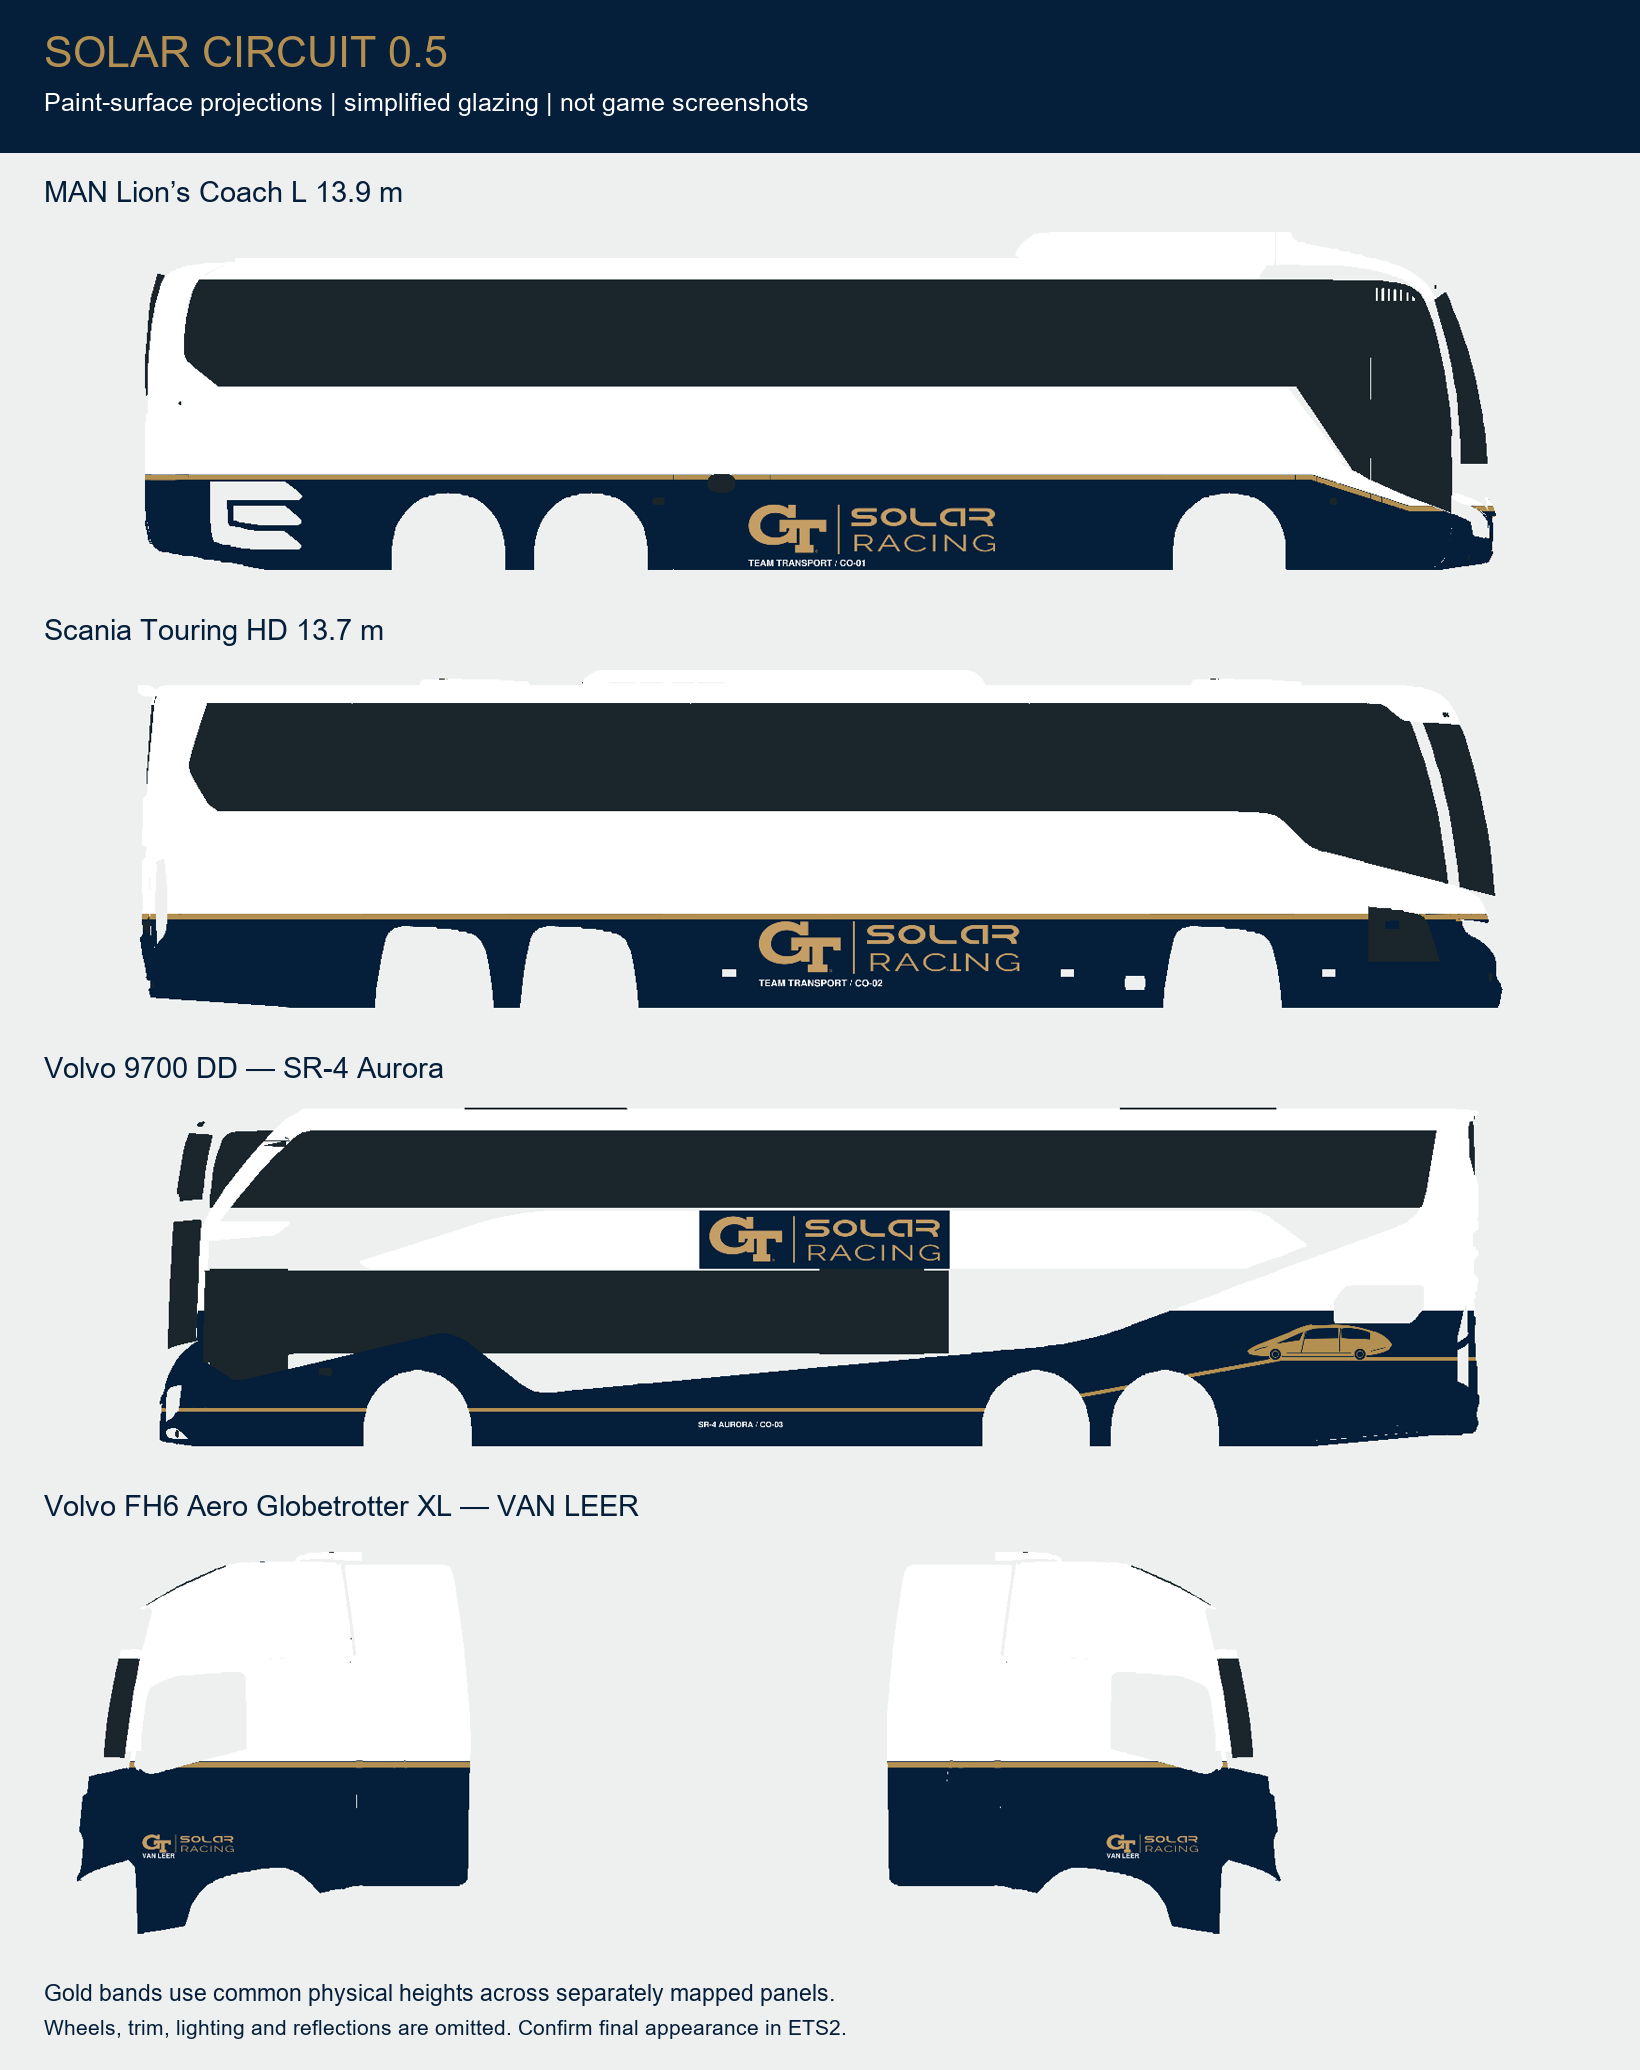 SOLAR CIRCUIT 0.5
Paint-surface projections | simplified glazing | not game screenshots
MAN Lion’s Coach L 13.9 m
GT SOLAR
RACING
TEAM TRANSPORT / CO-01
Scania Touring HD 13.7 m
GT SOLAR
RACING
TEAM TRANSPORT / CO-02
Volvo 9700 DD — SR-4 Aurora
GT SOLAR
RACING
SR-4 AURORA / CO-03
Volvo FH6 Aero Globetrotter XL — VAN LEER
GT SOLAR
RACING
VAN LEER
GT SOLAR
RACING
VAN LEER
Gold bands use common physical heights across separately mapped panels.
Wheels, trim, lighting and reflections are omitted. Confirm final appearance in ETS2.